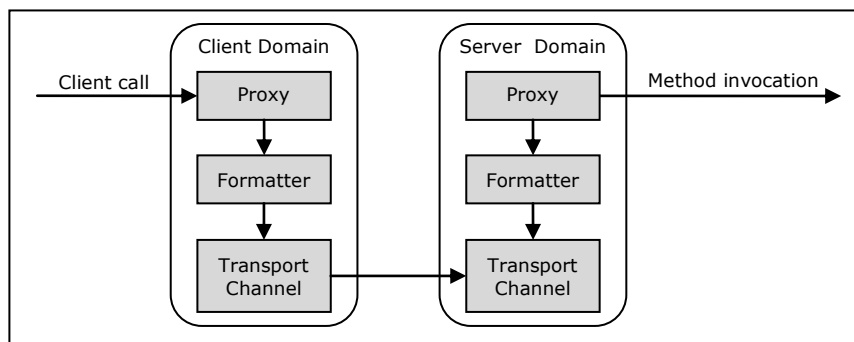 Client Domain
Server Domain
Client call
Proxy
Proxy
Method invocation
Formatter
Formatter
Transport
Channel
Transport
Channel